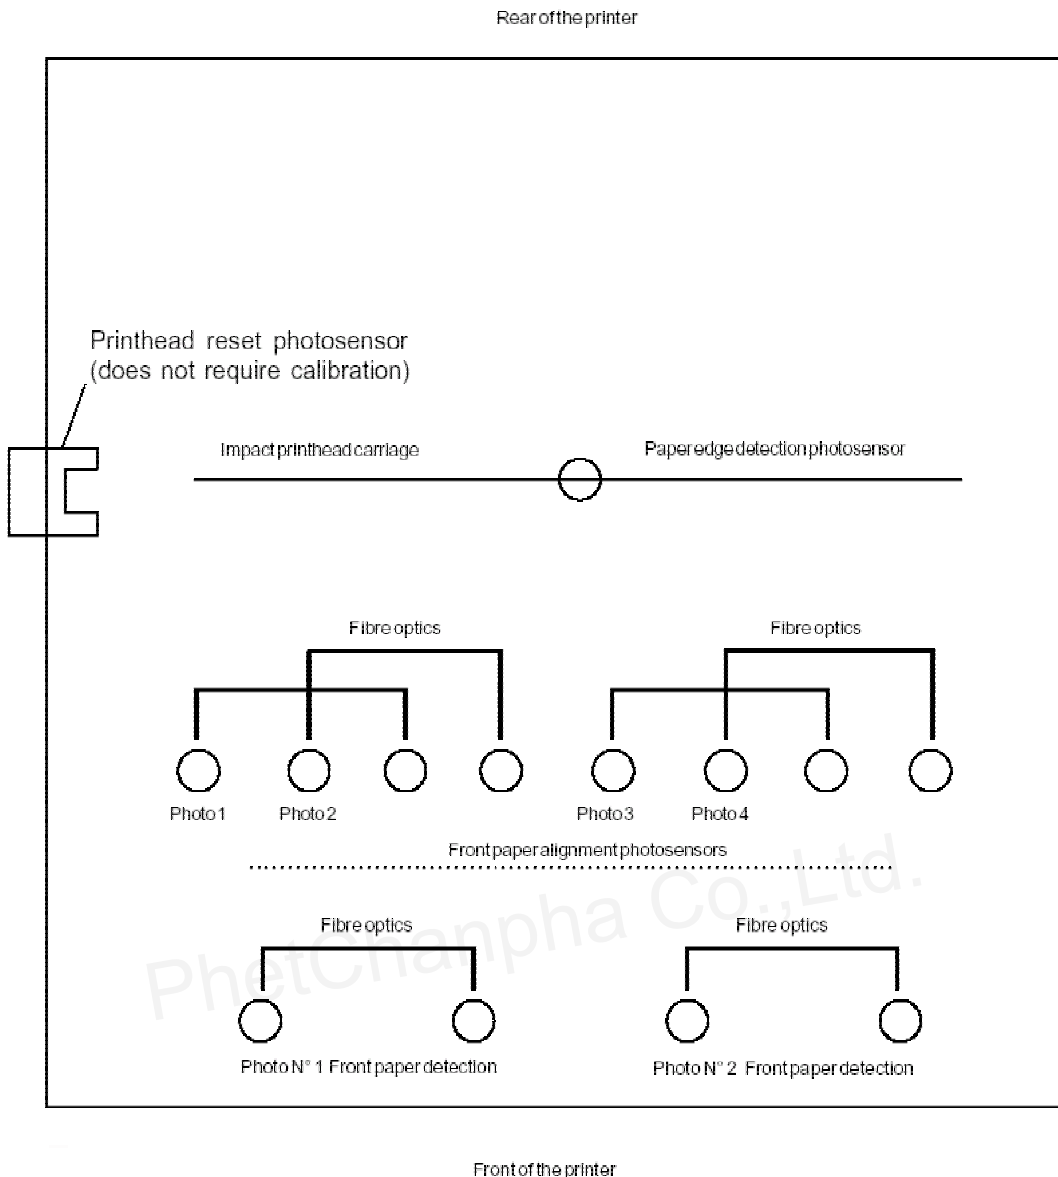 Rear of the printer
Printhead reset photosensor
(does not require calibration)
Impact printhead carriage
Paper edge detection photosensor
Fibre optics
Fibre optics
Photo 1
Photo 2
Photo 3
Photo 4
Front paper alignment photosensors
PhetChanpha Co.,Ltd.
Fibre optics
Fibre optics
Photo N° 1 Front paper detection
Photo N° 2 Front paper detection
Front of the printer